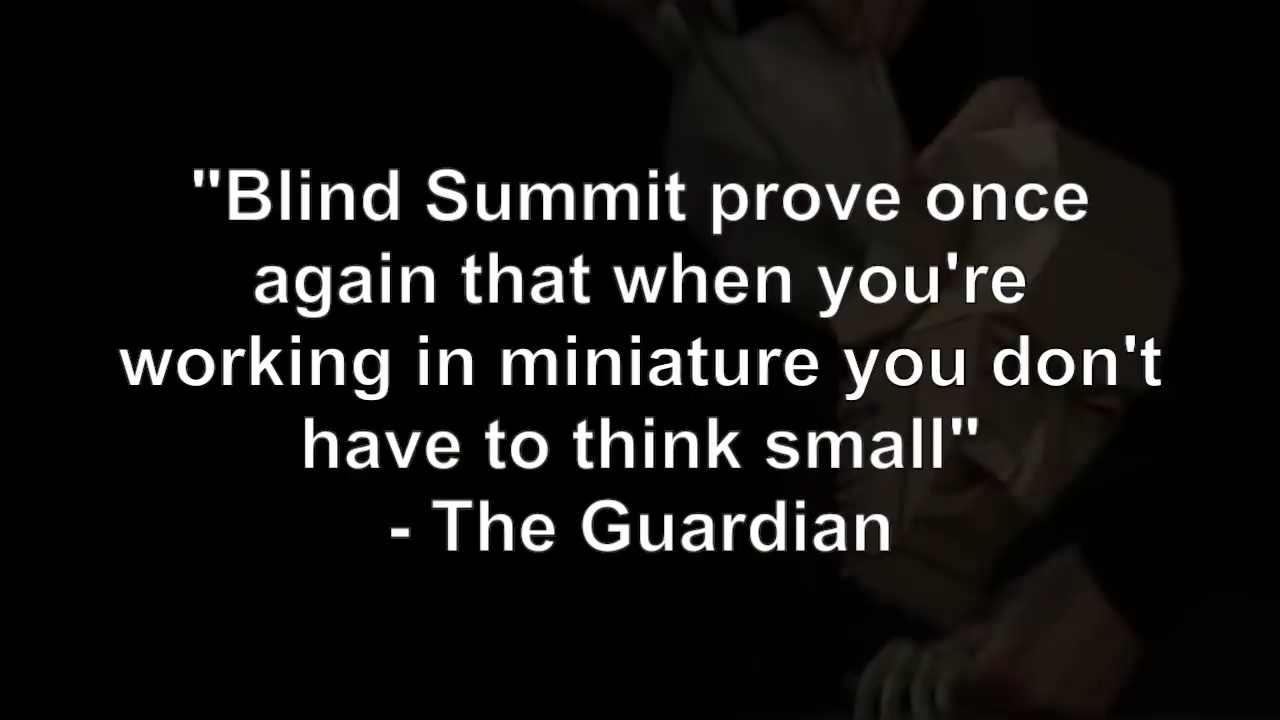 "Blind Summit prove once
again that when you're
working in miniature you don't
have to think small"
- The Guardian